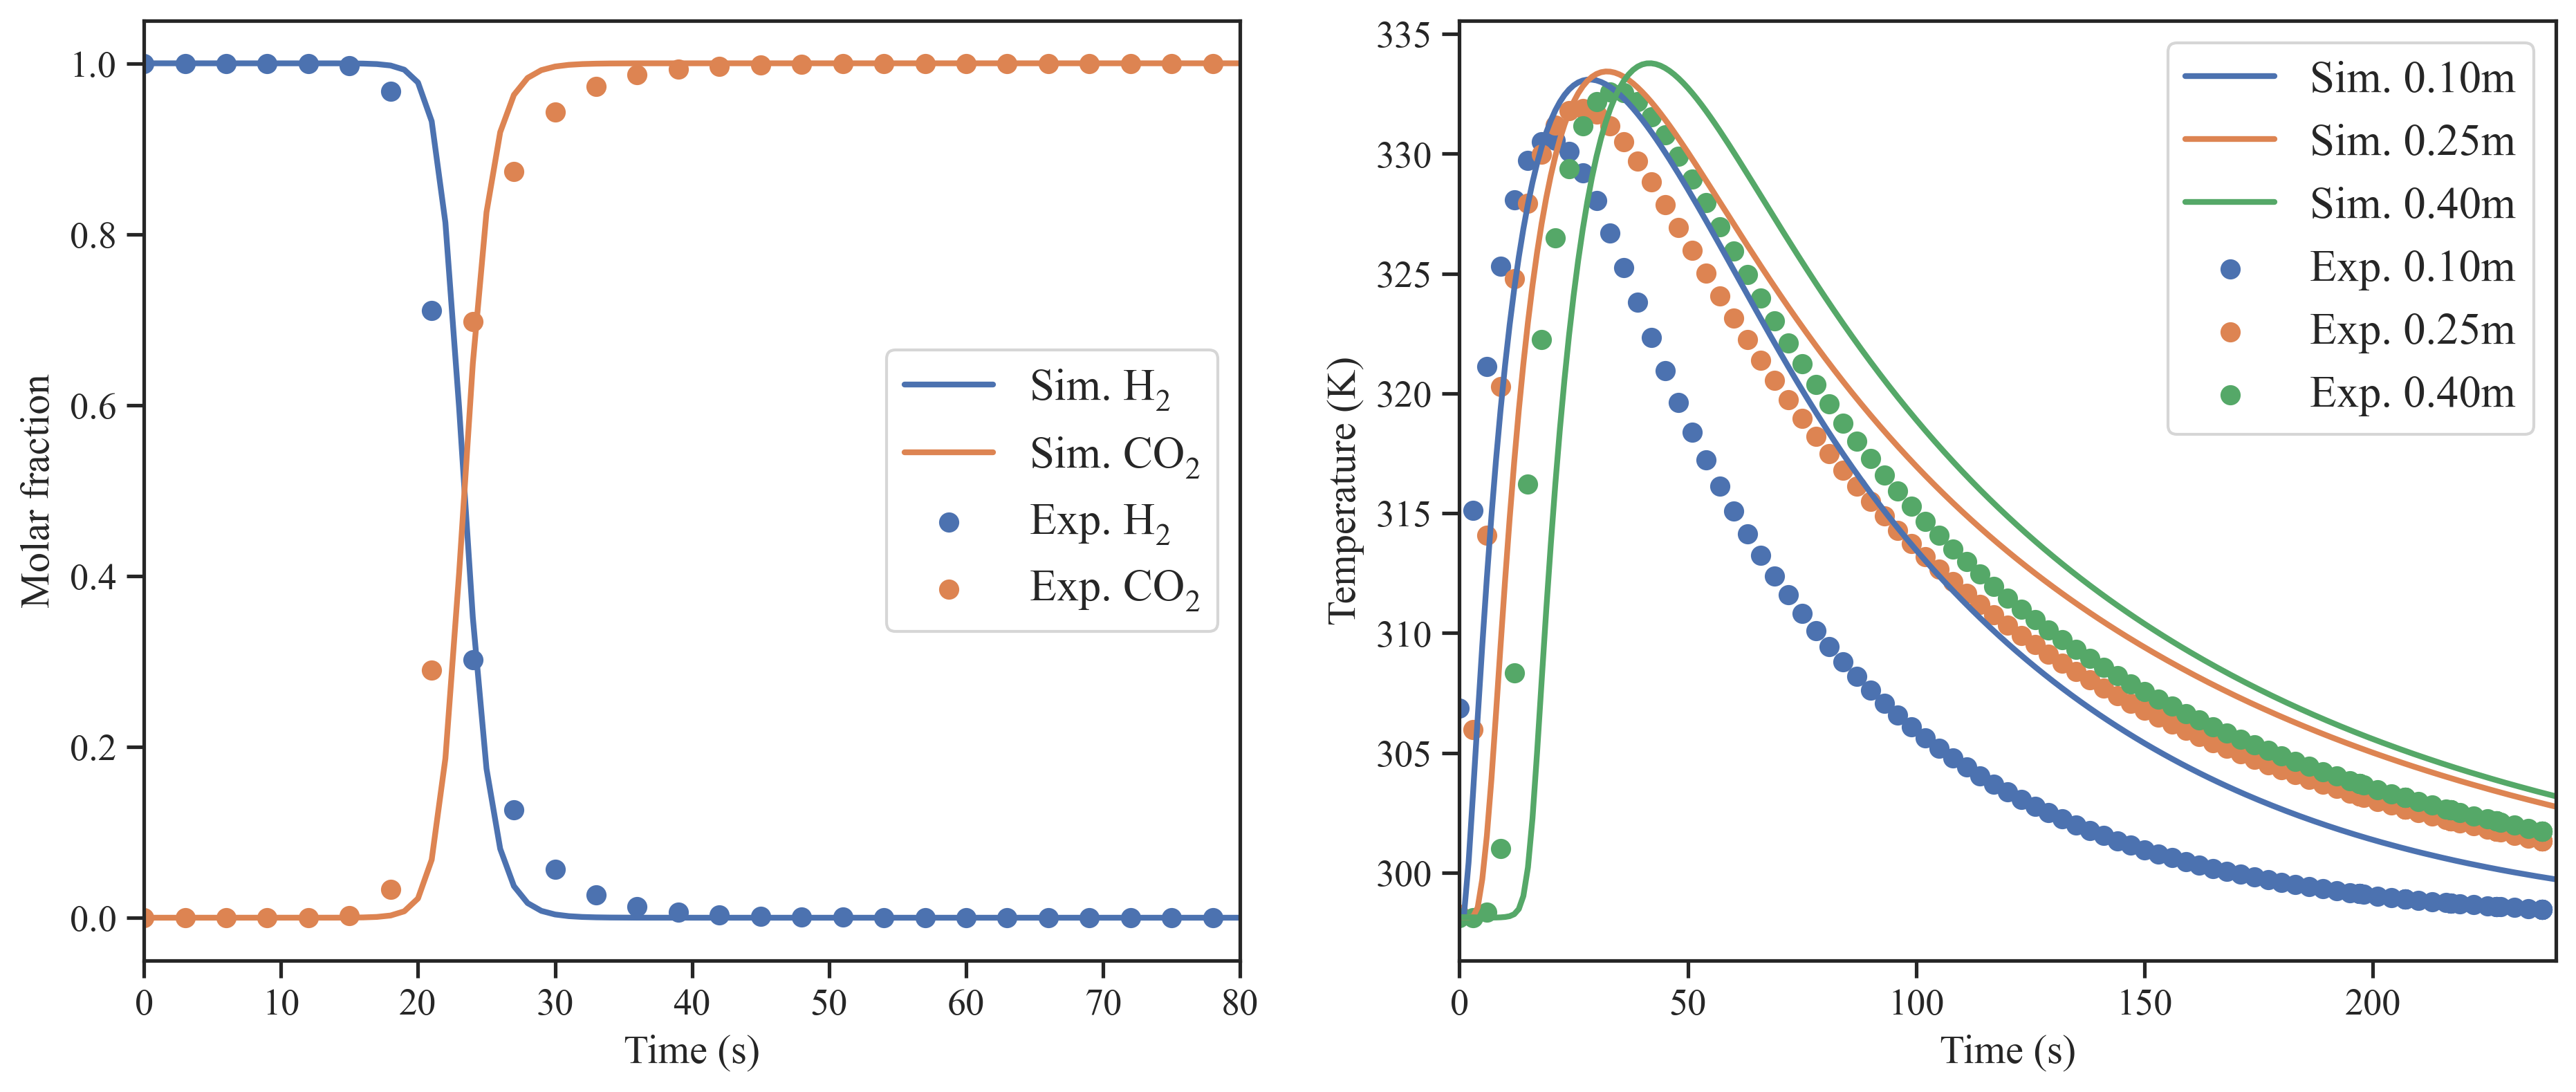 1.0
0.8
0.6
0.4
0.2
0.0
Molar fraction
0 10 20 30 40 50 60 70 80
Time (s)
Sim. H₂
Sim. CO₂
Exp. H₂
Exp. CO₂
335
330
325
320
315
310
305
300
Temperature (K)
0 50 100 150 200
Time (s)
Sim. 0.10m
Sim. 0.25m
Sim. 0.40m
Exp. 0.10m
Exp. 0.25m
Exp. 0.40m